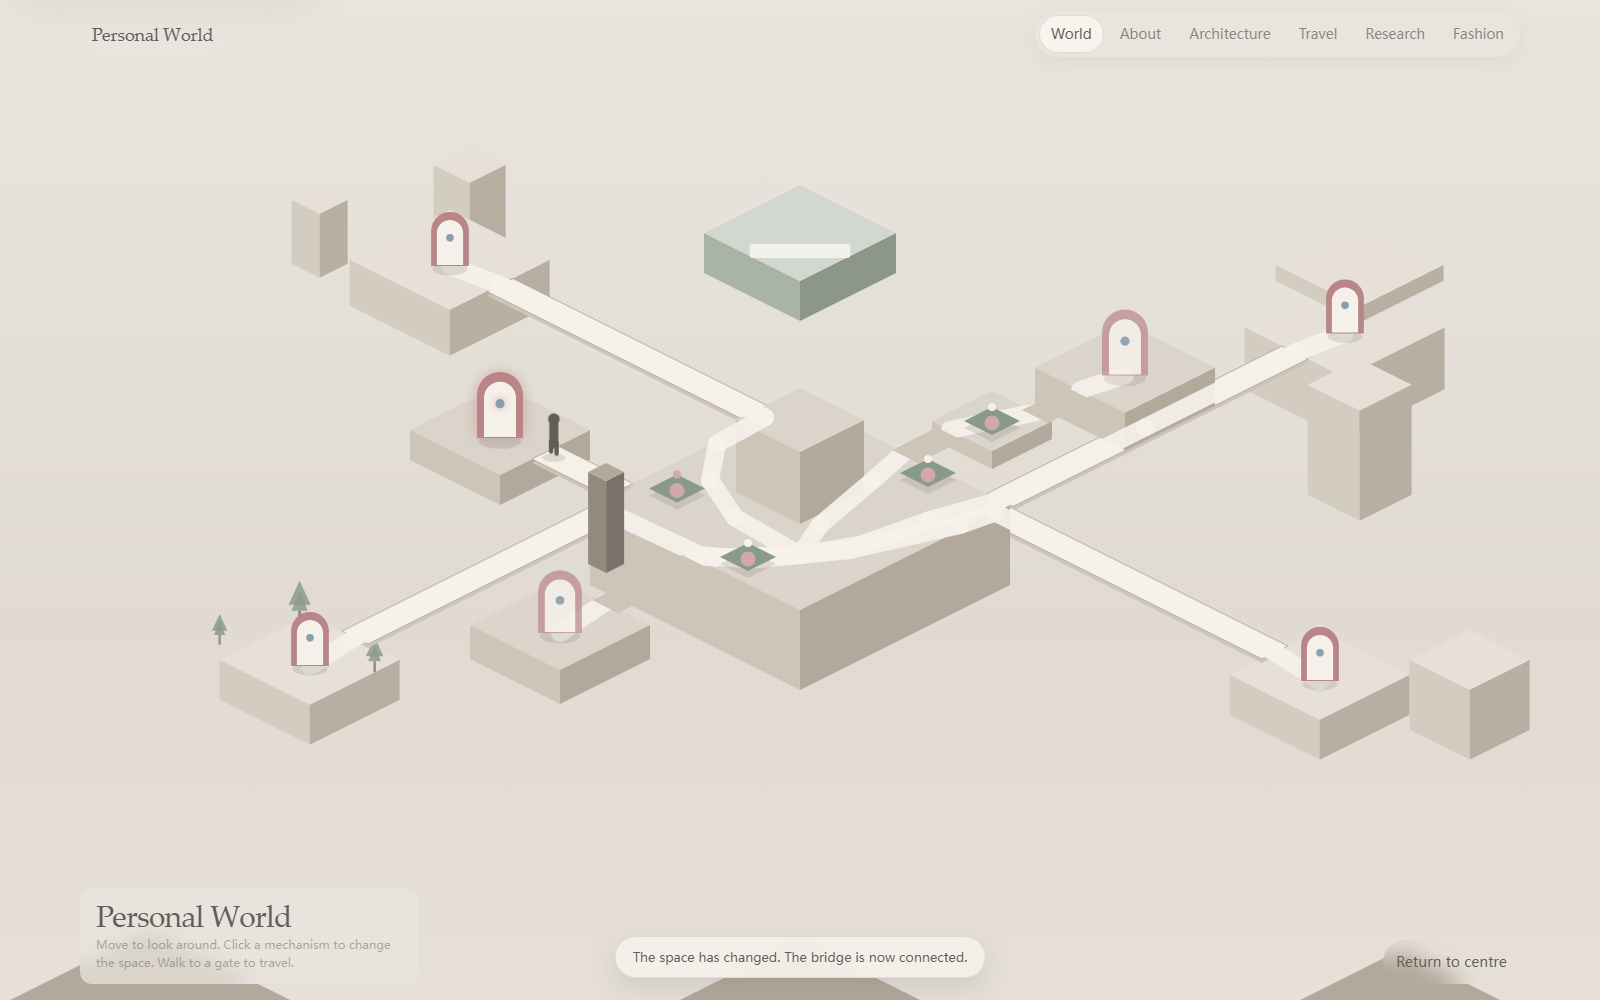 Personal World
World
About
Architecture
Travel
Research
Fashion
Personal World
Move to look around. Click a mechanism to change
the space. Walk to a gate to travel.
The space has changed. The bridge is now connected.
Return to centre